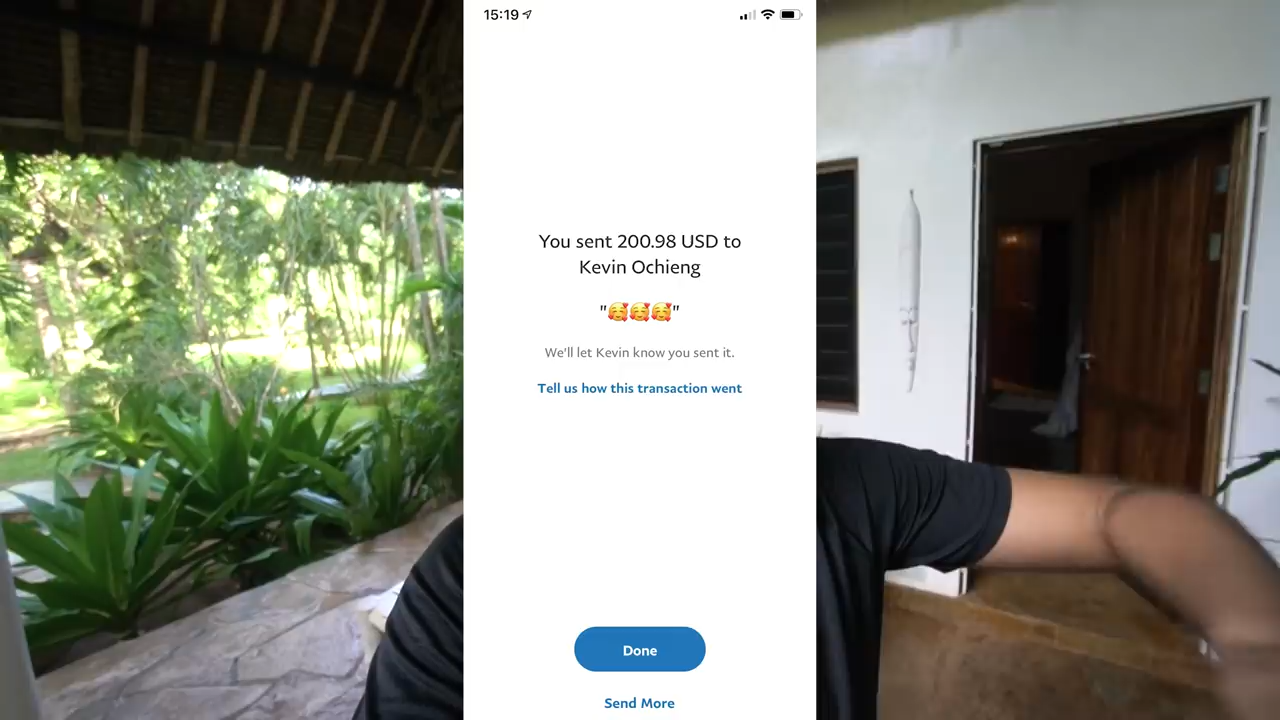 15:19
You sent 200.98 USD to
Kevin Ochieng
"🥰🥰🥰"
We'll let Kevin know you sent it.
Tell us how this transaction went
Done
Send More